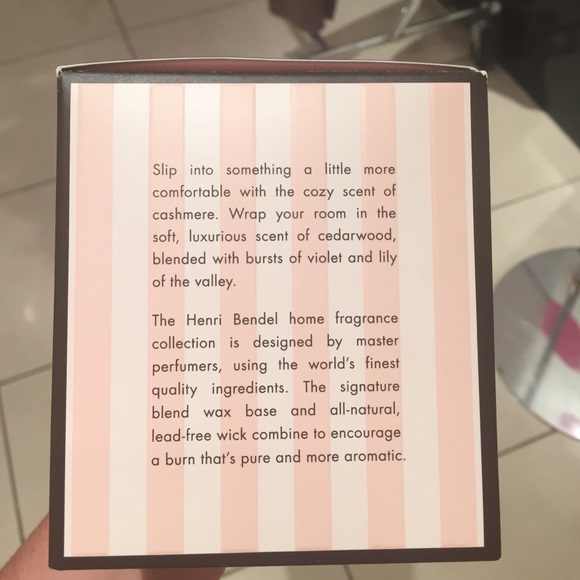 Slip into something a little more
comfortable with the cozy scent of
cashmere. Wrap your room in the
soft, luxurious scent of cedarwood,
blended with bursts of violet and lily
of the valley.
The Henri Bendel home fragrance
collection is designed by master
perfumers, using the world's finest
quality ingredients. The signature
blend wax base and all-natural,
lead-free wick combine to encourage
a burn that's pure and more aromatic.